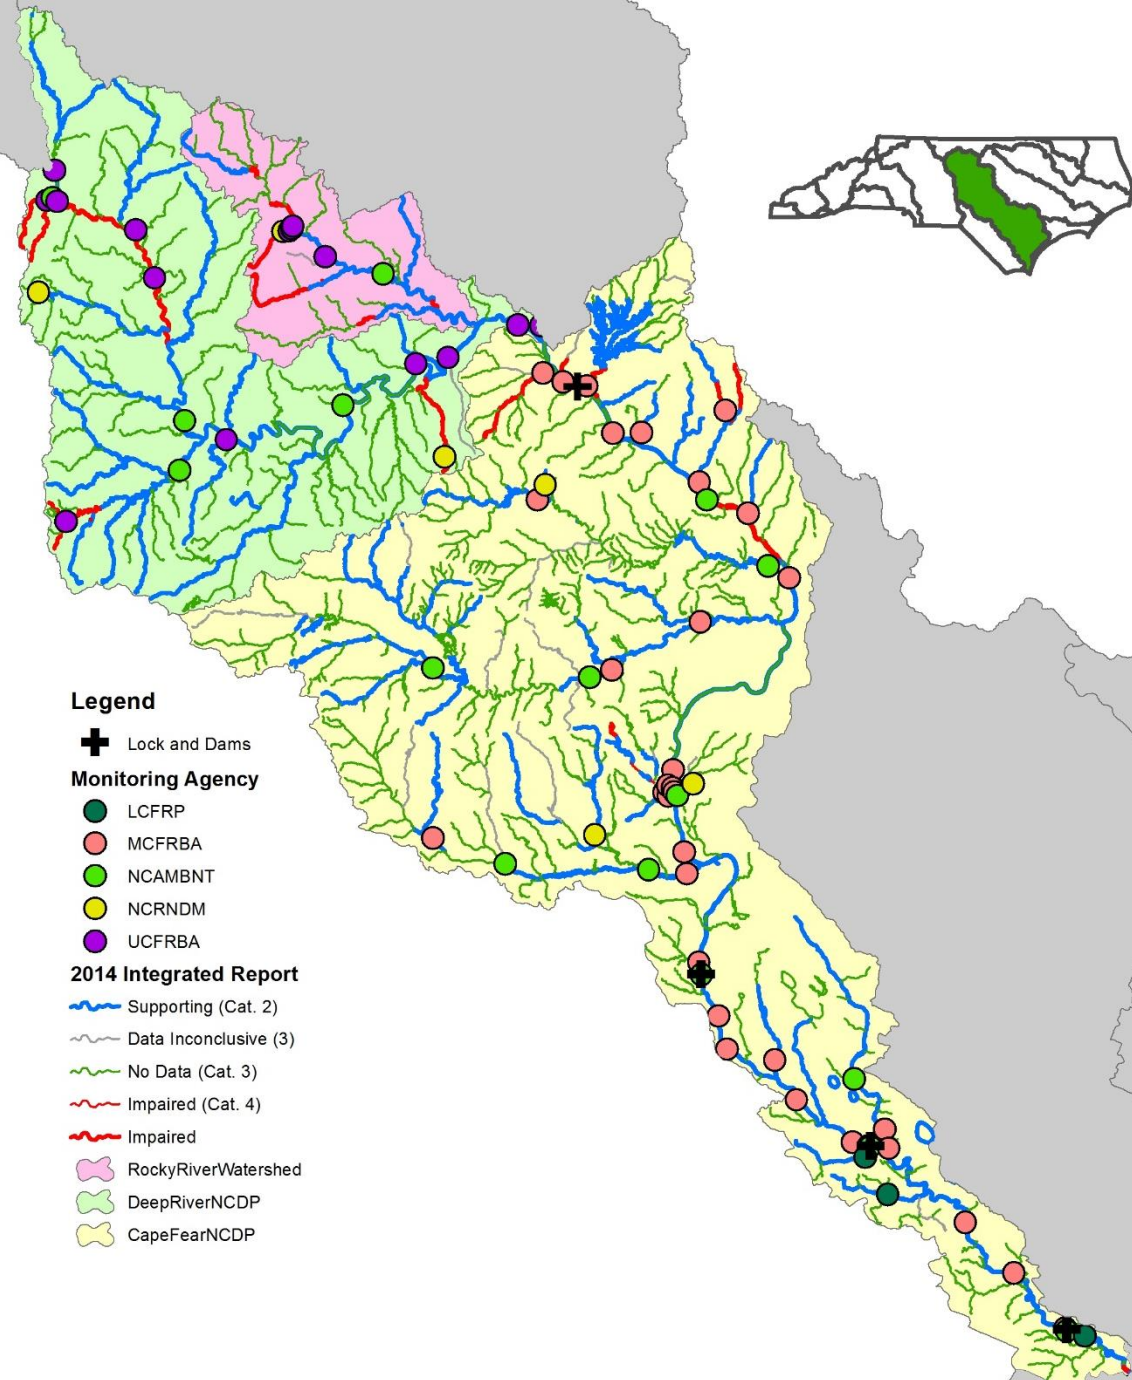 Legend
Lock and Dams
Monitoring Agency
LCFRP
MCFRBA
NCAMBNT
NCRNDM
UCFRBA
2014 Integrated Report
Supporting (Cat. 2)
Data Inconclusive (3)
No Data (Cat. 3)
Impaired (Cat. 4)
Impaired
RockyRiverWatershed
DeepRiverNCDP
CapeFearNCDP